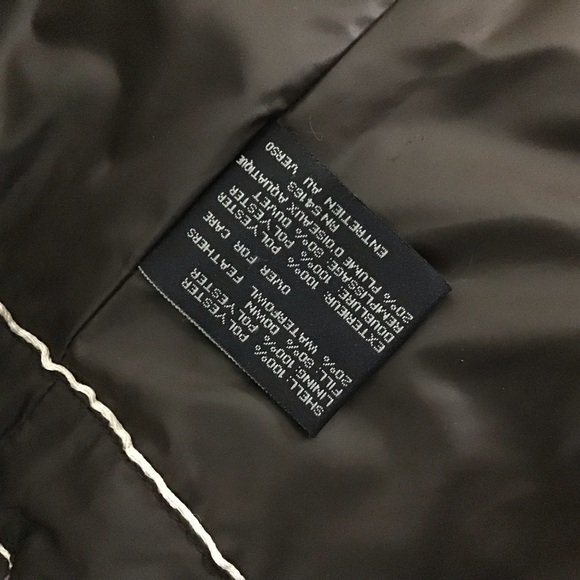 SHELL: 100% POLYESTER
LINING: 100% POLYESTER
FILL: 80% DOWN
20% WATERFOWL FEATHERS
OVER FOR CARE
EXTERIEUR: 100% POLYESTER
DOUBLURE: 100% POLYESTER
REMPLISSAGE: 80% DUVET
20% PLUME D'OISEAUX AQUATIQUE
RN 54163
ENTRETIEN AU VERSO